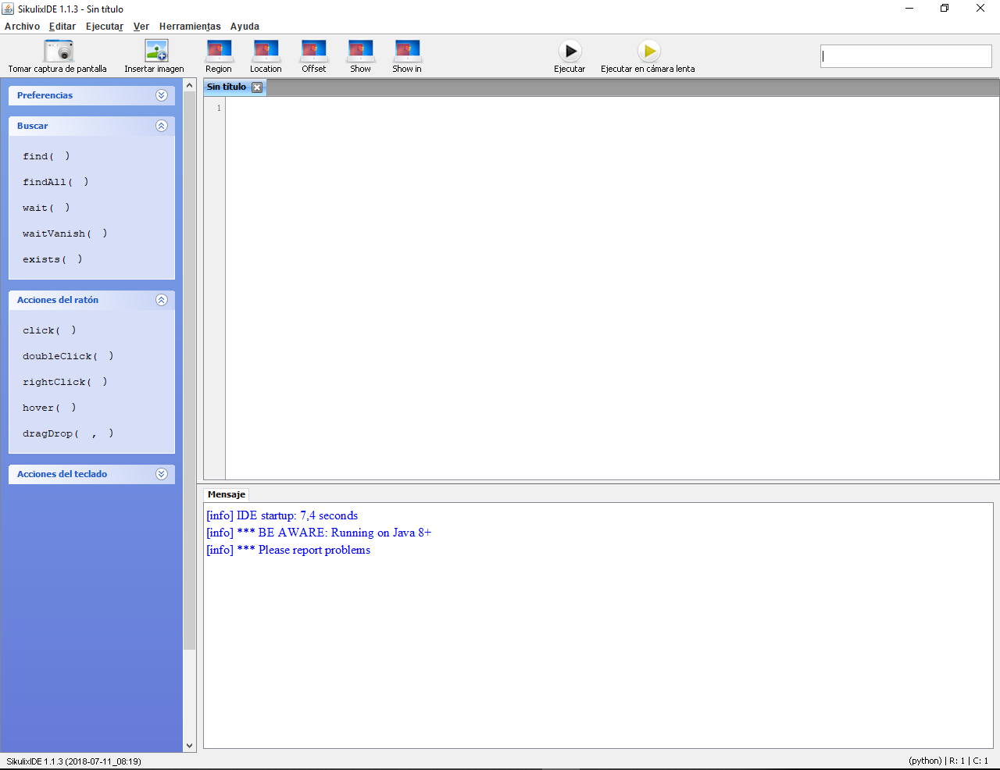 SikulixIDE 1.1.3 - Sin título
Archivo Editar Ejecutar Ver Herramientas Ayuda
Tomar captura de pantalla Insertar imagen Region Location Offset Show Show in Ejecutar Ejecutar en cámara lenta
Preferencias
Buscar
find( )
findAll( )
wait( )
waitVanish( )
exists( )
Acciones del ratón
click( )
doubleClick( )
rightClick( )
hover( )
dragDrop( , )
Acciones del teclado
Sin título
1
Mensaje
[info] IDE startup: 7,4 seconds
[info] *** BE AWARE: Running on Java 8+
[info] *** Please report problems
SikulixIDE 1.1.3 (2018-07-11_08:19)
(python) | R: 1 | C: 1